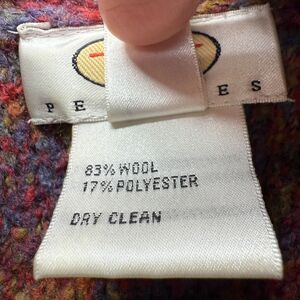 P E E S
83% WOOL
17% POLYESTER
DRY CLEAN